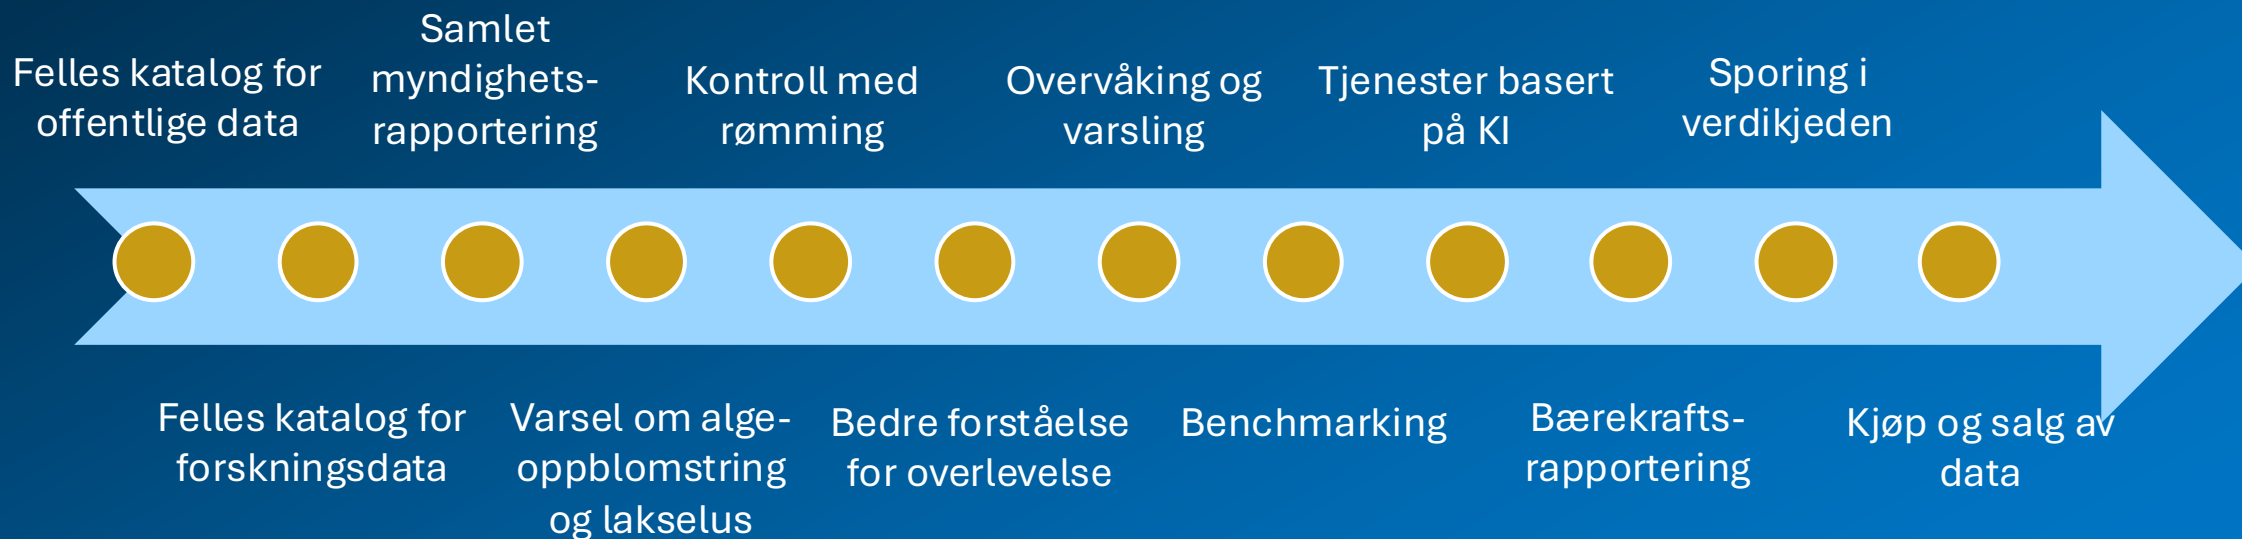 Felles katalog for
offentlige data
Samlet
myndighets-
rapportering
Kontroll med
rømming
Overvåking og
varsling
Tjenester basert
på KI
Sporing i
verdikjeden
Felles katalog for
forskningsdata
Varsel om alge-
oppblomstring
og lakselus
Bedre forståelse
for overlevelse
Benchmarking
Bærekrafts-
rapportering
Kjøp og salg av
data